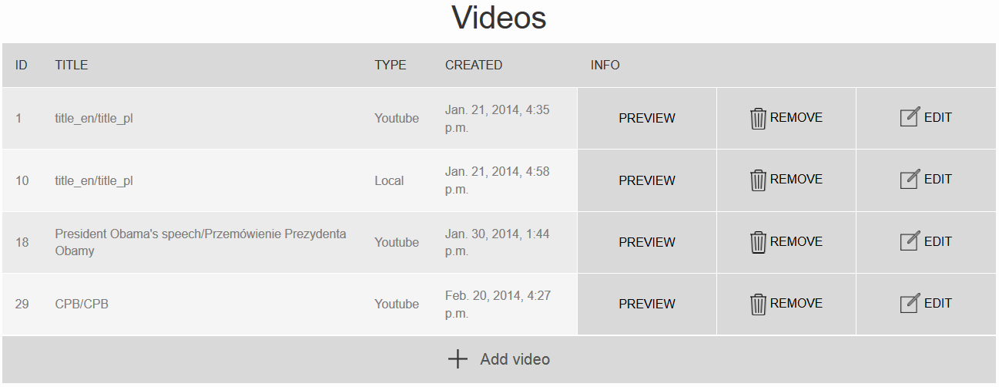 Videos
ID TITLE TYPE CREATED INFO
1 title_en/title_pl Youtube Jan. 21, 2014, 4:35 p.m. PREVIEW REMOVE EDIT
10 title_en/title_pl Local Jan. 21, 2014, 4:58 p.m. PREVIEW REMOVE EDIT
18 President Obama's speech/Przemówienie Prezydenta Obamy Youtube Jan. 30, 2014, 1:44 p.m. PREVIEW REMOVE EDIT
29 CPB/CPB Youtube Feb. 20, 2014, 4:27 p.m. PREVIEW REMOVE EDIT
Add video